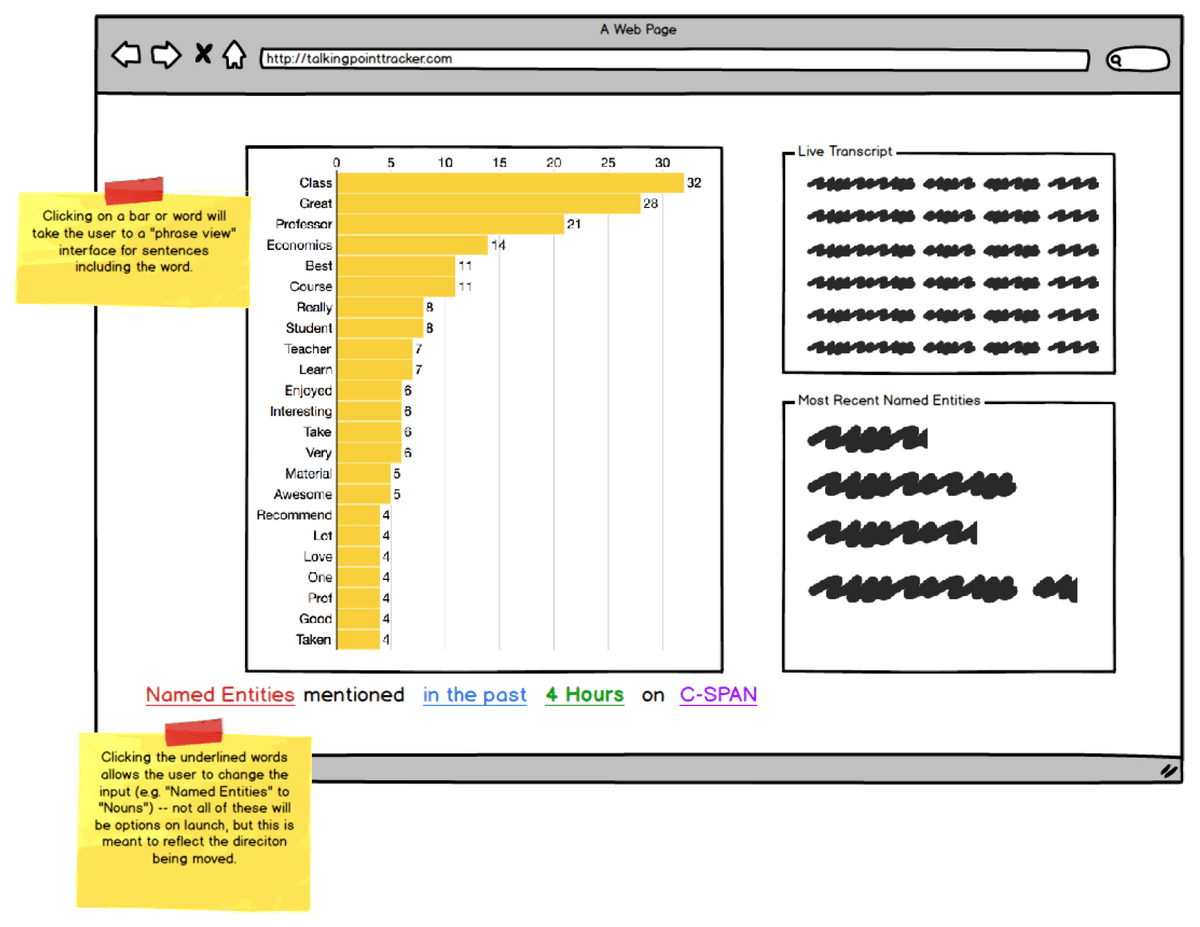 A Web Page
http://talkingpointtracker.com
0 5 10 15 20 25 30
Class 32
Great 28
Professor 21
Economics 14
Best 11
Course 11
Really 8
Student 8
Teacher 7
Learn 7
Enjoyed 6
Interesting 6
Take 6
Very 6
Material 5
Awesome 5
Recommend 4
Lot 4
Love 4
One 4
Prof 4
Good 4
Taken 4
Clicking on a bar or word will
take the user to a "phrase view"
interface for sentences
including the word.
Live Transcript
Most Recent Named Entities
Named Entities mentioned in the past 4 Hours on C-SPAN
Clicking the underlined words
allows the user to change the
input (e.g. "Named Entities" to
"Nouns") -- not all of these will
be options on launch, but this is
meant to reflect the direciton
being moved.